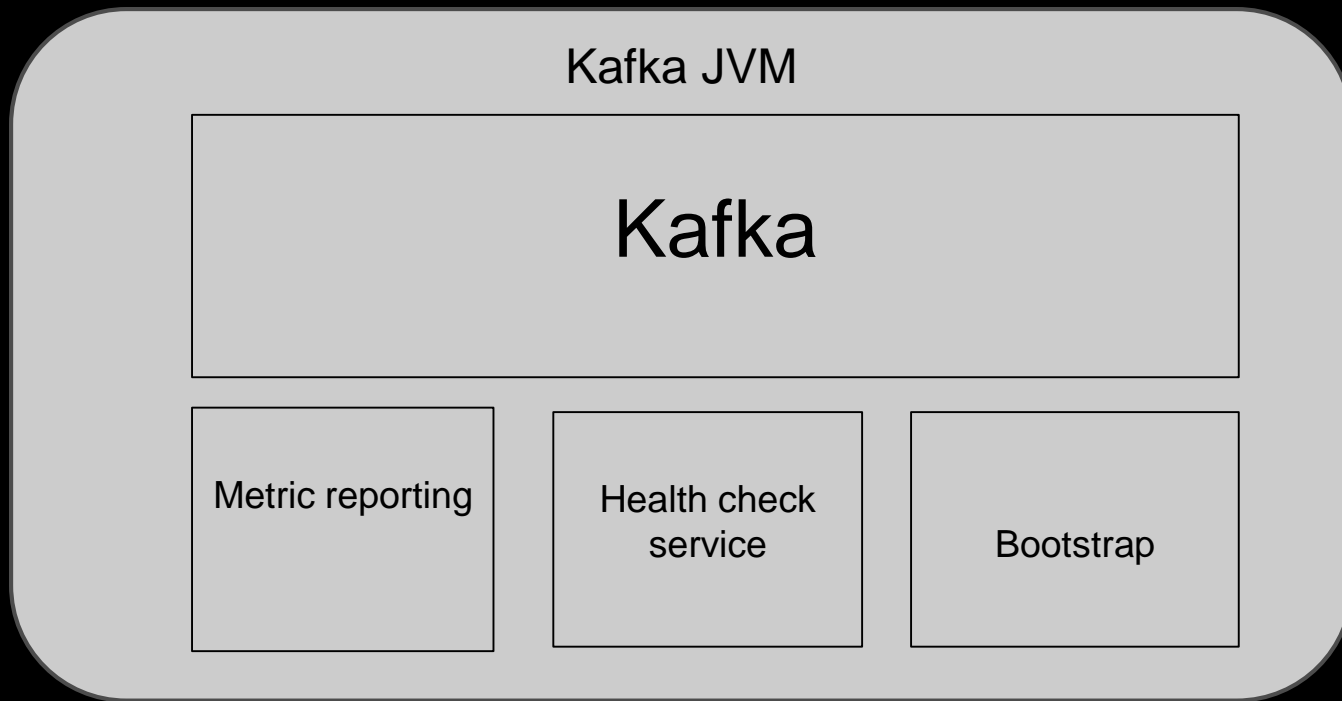 Kafka JVM
Kafka
Metric reporting
Health check
service
Bootstrap